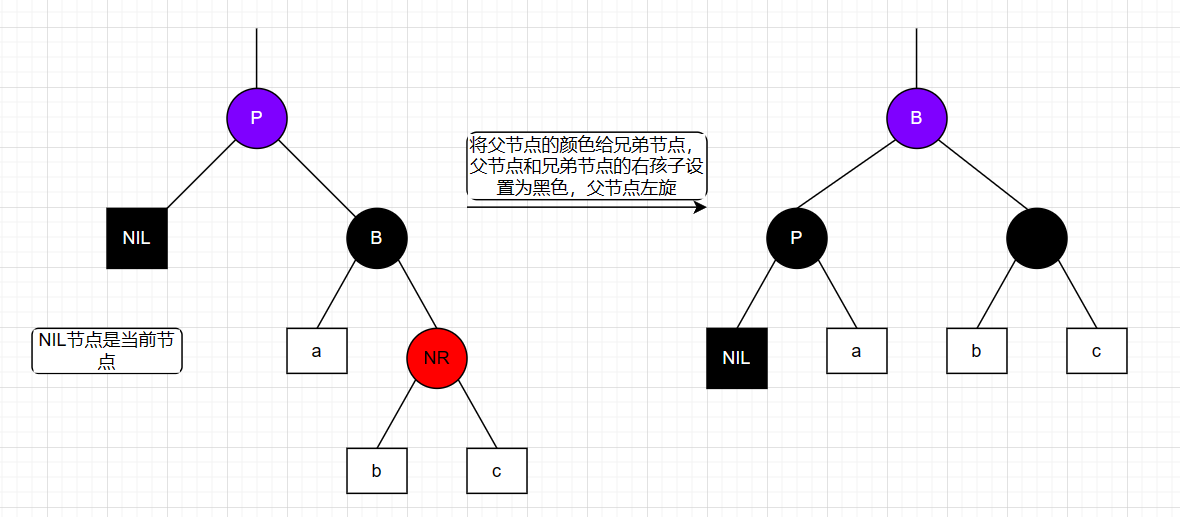 P
B
将父节点的颜色给兄弟节点，
父节点和兄弟节点的右孩子设
置为黑色，父节点左旋
NIL
B
P
NIL节点是当前节
点
a
NR
NIL
a
b
c
b
c